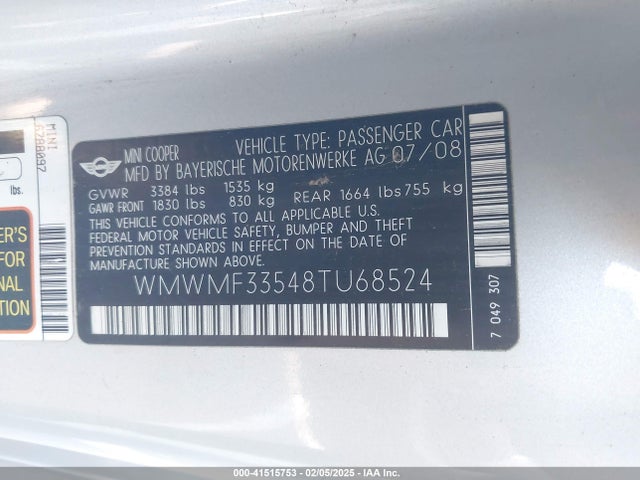 MINI
G288097
lbs.
ER'S
FOR
NAL
TION
MINI COOPER VEHICLE TYPE: PASSENGER CAR
MFD BY BAYERISCHE MOTORENWERKE AG 07/08
GVWR 3384 lbs 1535 kg
GAWR FRONT 1830 lbs 830 kg REAR 1664 lbs 755 kg
THIS VEHICLE CONFORMS TO ALL APPLICABLE U.S.
FEDERAL MOTOR VEHICLE SAFETY, BUMPER AND THEFT
PREVENTION STANDARDS IN EFFECT ON THE DATE OF
MANUFACTURE SHOWN ABOVE.
WMWMF33548TU68524
7 049 307
000-41515753 - 02/05/2025 - IAA Inc.